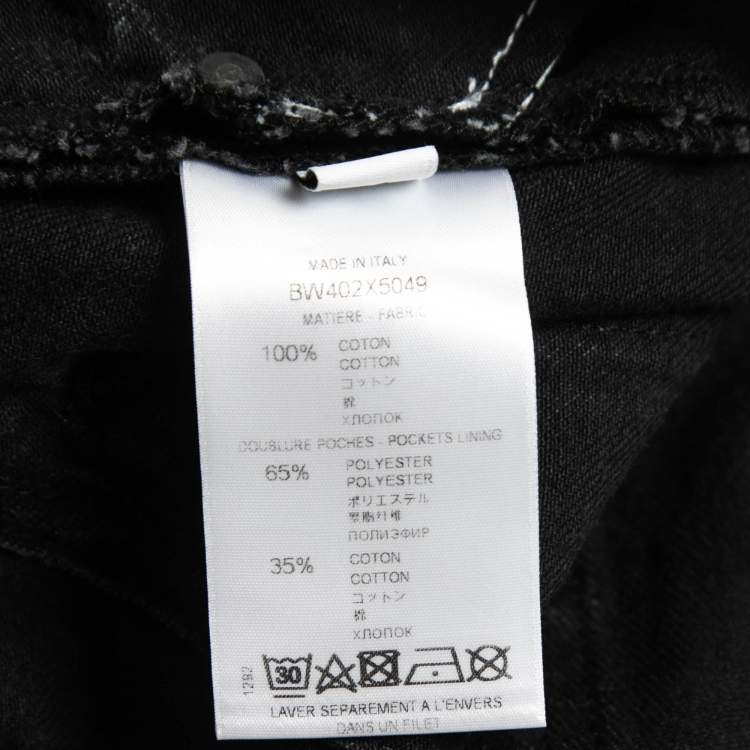 MADE IN ITALY
BW402X5049
MATIERE - FABRIC
100% COTON
COTTON
コットン
棉
ХЛОПОК
DOUBLURE POCHES - POCKETS LINING
65% POLYESTER
POLYESTER
ポリエステル
聚脂纤维
ПОЛИЭФИР
35% COTON
COTTON
コットン
棉
ХЛОПОК
1292
30
LAVER SEPAREMENT A L'ENVERS
DANS UN FILET